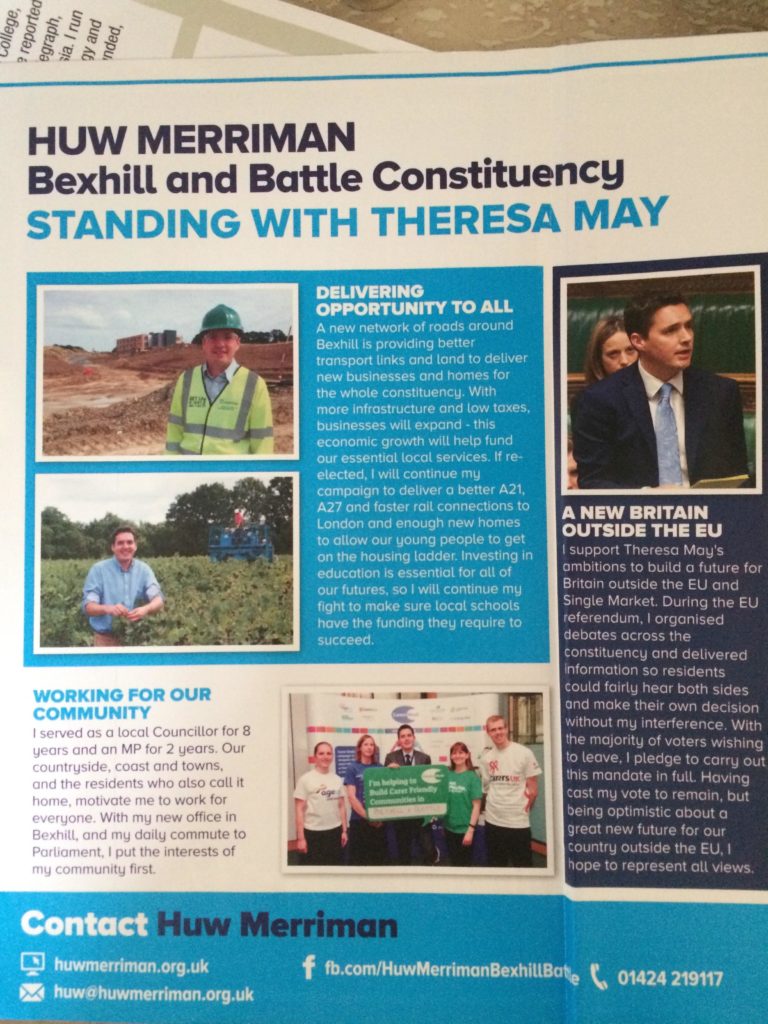 College,
e reported
egraph,
sia. I run
gy and
nded,
HUW MERRIMAN
Bexhill and Battle Constituency
STANDING WITH THERESA MAY
DELIVERING
OPPORTUNITY TO ALL
A new network of roads around
Bexhill is providing better
transport links and land to deliver
new businesses and homes for
the whole constituency. With
more infrastructure and low taxes,
businesses will expand - this
economic growth will help fund
our essential local services. If re-
elected, I will continue my
campaign to deliver a better A21,
A27 and faster rail connections to
London and enough new homes
to allow our young people to get
on the housing ladder. Investing in
education is essential for all of
our futures, so I will continue my
fight to make sure local schools
have the funding they require to
succeed.
A NEW BRITAIN
OUTSIDE THE EU
I support Theresa May's
ambitions to build a future for
Britain outside the EU and
Single Market. During the EU
referendum, I organised
debates across the
constituency and delivered
information so residents
could fairly hear both sides
and make their own decision
without my interference. With
the majority of voters wishing
to leave, I pledge to carry out
this mandate in full. Having
cast my vote to remain, but
being optimistic about a
great new future for our
country outside the EU, I
hope to represent all views.
WORKING FOR OUR
COMMUNITY
I served as a local Councillor for 8
years and an MP for 2 years. Our
countryside, coast and towns,
and the residents who also call it
home, motivate me to work for
everyone. With my new office in
Bexhill, and my daily commute to
Parliament, I put the interests of
my community first.
I'm helping to
Build Carer Friendly
Communities in
age uk
carers UK
Contact Huw Merriman
huwmerriman.org.uk
fb.com/HuwMerrimanBexhillBattle
01424 219117
huw@huwmerriman.org.uk